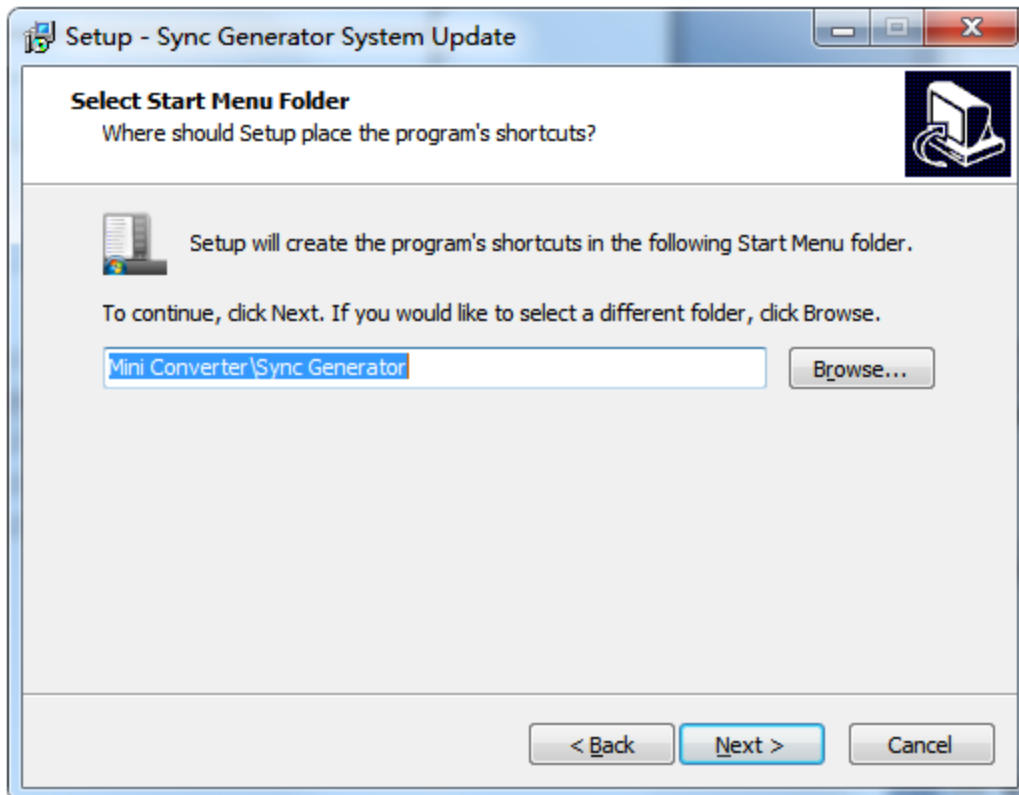 Setup - Sync Generator System Update
Select Start Menu Folder
Where should Setup place the program's shortcuts?
Setup will create the program's shortcuts in the following Start Menu folder.
To continue, click Next. If you would like to select a different folder, click Browse.
Mini Converter\Sync Generator
Browse...
< Back
Next >
Cancel